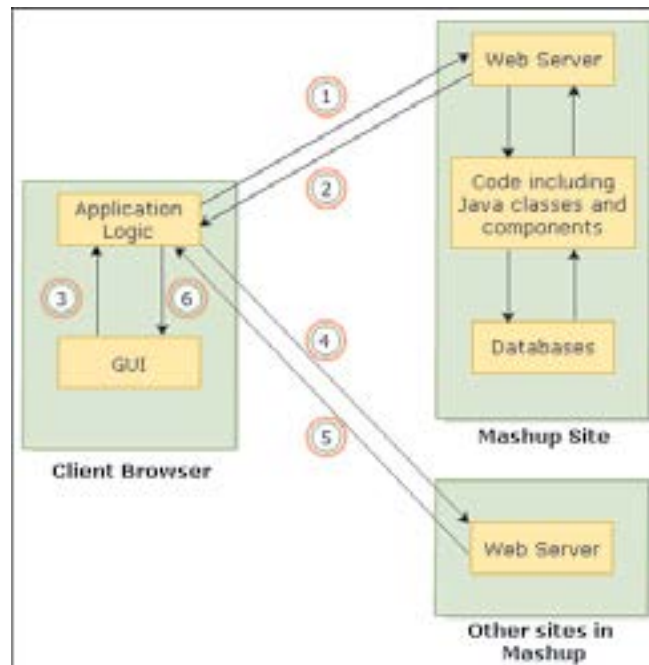 Web Server
1
2
Code including
Java classes and
components
Application
Logic
3
6
4
GUI
Databases
5
Mashup Site
Client Browser
Web Server
Other sites in
Mashup